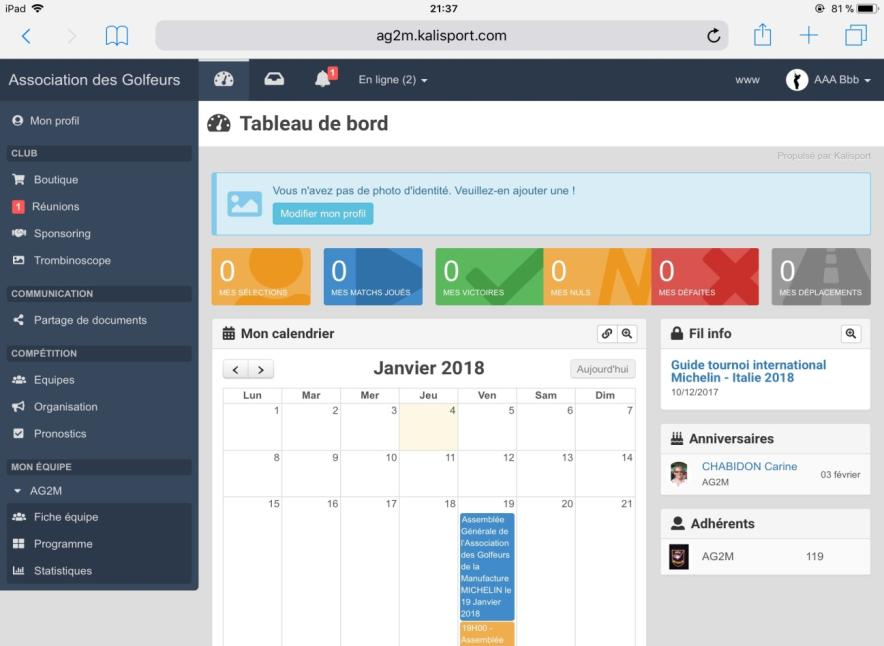 iPad 21:37 81 %
ag2m.kalisport.com
Association des Golfeurs
1
En ligne (2)
www
AAA Bbb
Mon profil
CLUB
Boutique
1 Réunions
Sponsoring
Trombinoscope
COMMUNICATION
Partage de documents
COMPÉTITION
Equipes
Organisation
Pronostics
MON ÉQUIPE
AG2M
Fiche équipe
Programme
Statistiques
Tableau de bord
Propulsé par Kalisport
Vous n'avez pas de photo d'identité. Veuillez-en ajouter une !
Modifier mon profil
0
MES SÉLECTIONS
0
MES MATCHS JOUÉS
0
MES VICTOIRES
0
MES NULS
0
MES DÉFAITES
0
MES DÉPLACEMENTS
Mon calendrier
< > Janvier 2018 Aujourd'hui
Lun Mar Mer Jeu Ven Sam Dim
1 2 3 4 5 6 7
8 9 10 11 12 13 14
15 16 17 18 19 20 21
Assemblée
Générale de
l'Association
des Golfeurs
de la
Manufacture
MICHELIN le
19 Janvier
2018
19H00 -
Assemblée
Fil info
Guide tournoi international
Michelin - Italie 2018
10/12/2017
Anniversaires
CHABIDON Carine
AG2M
03 février
Adhérents
AG2M 119